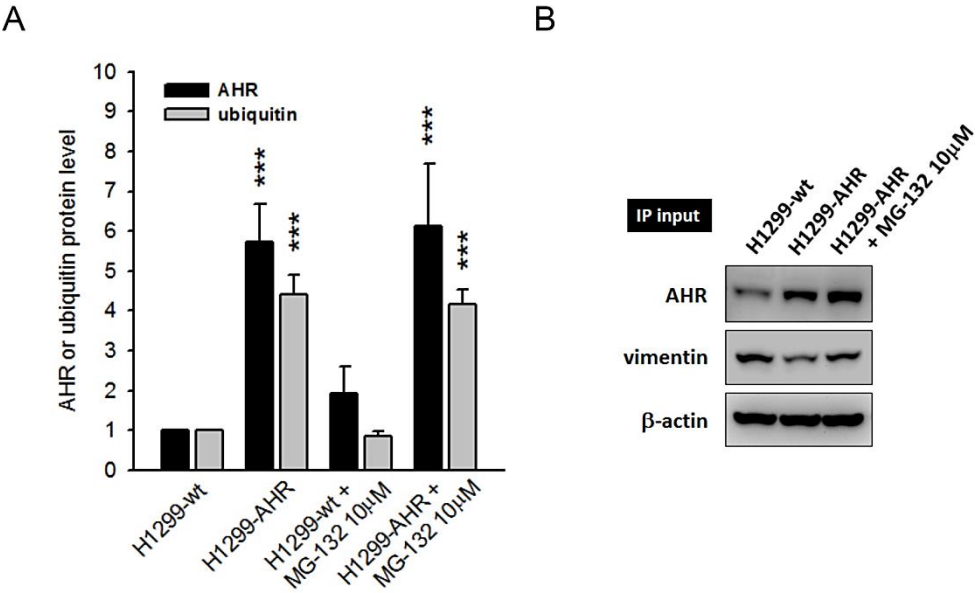 A
AHR or ubiquitin protein level
10
9
8
7
6
5
4
3
2
1
0
AHR
ubiquitin
***
***
***
***
H1299-wt
H1299-AHR
H1299-wt +
MG-132 10μM
H1299-AHR +
MG-132 10μM
B
IP input
H1299-wt
H1299-AHR
H1299-AHR
+ MG-132 10μM
AHR
vimentin
β-actin